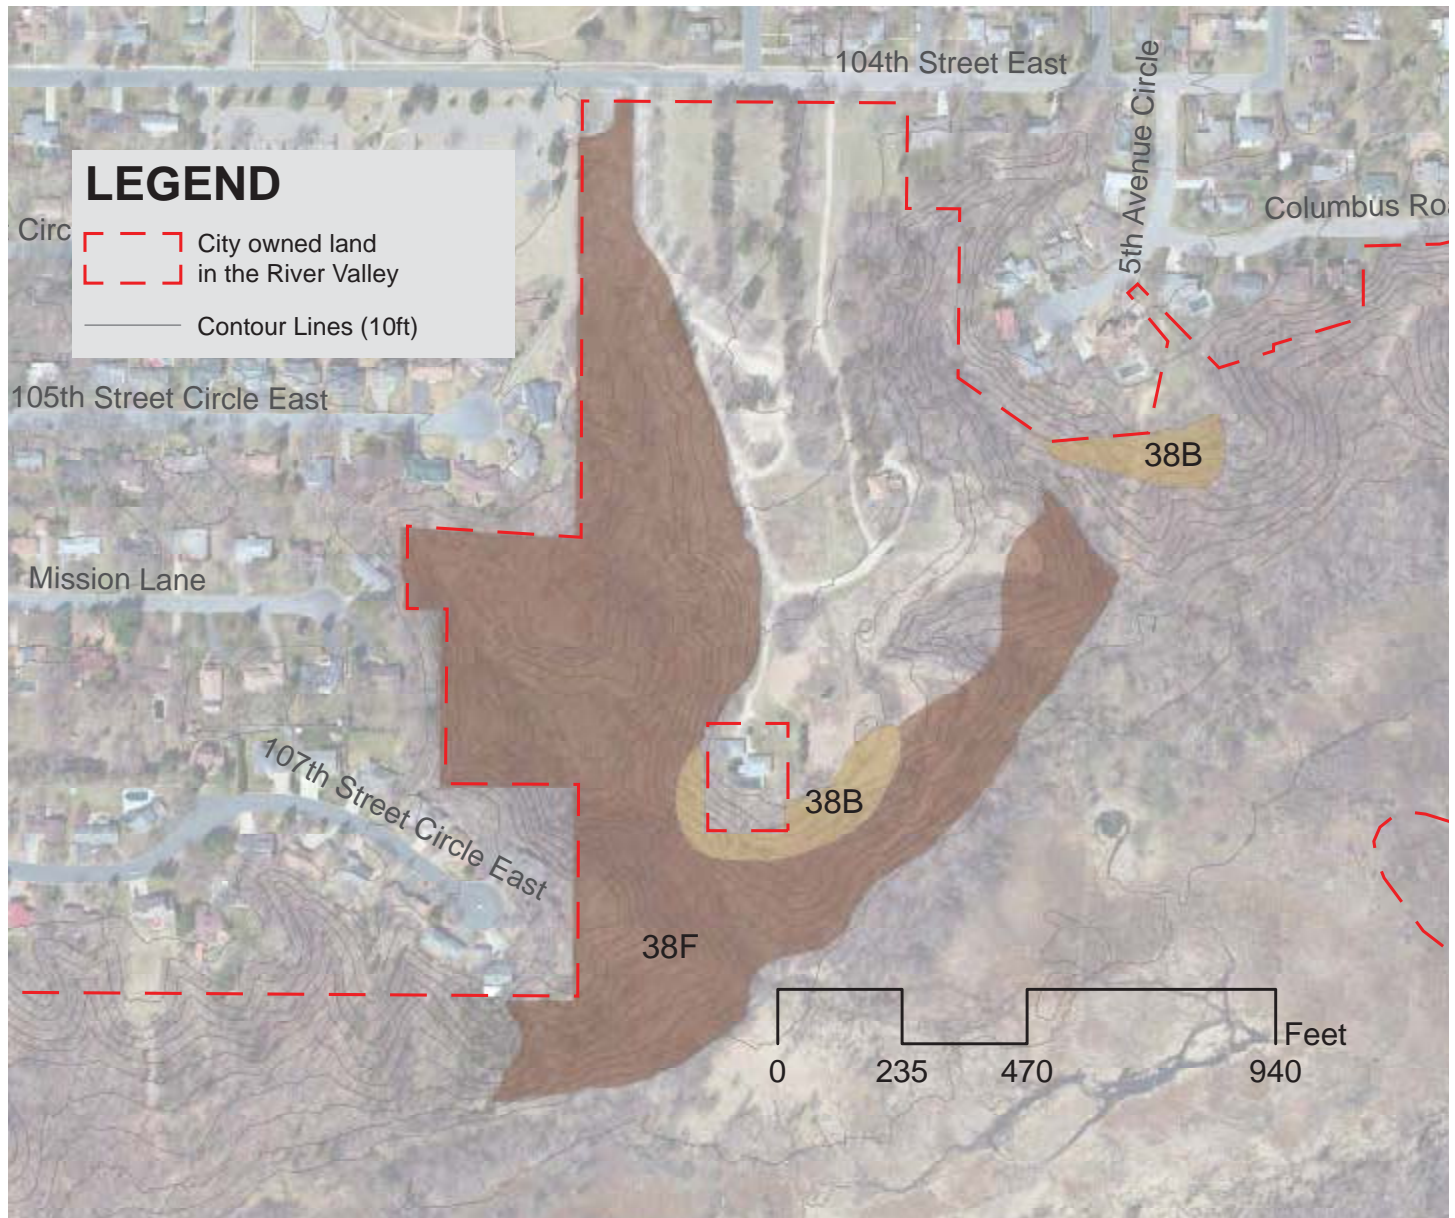 104th Street East
5th Avenue Circle
LEGEND
Circ
City owned land
in the River Valley
Columbus Roa
Contour Lines (10ft)
105th Street Circle East
38B
Mission Lane
107th Street Circle East
38B
38F
Feet
0 235 470 940